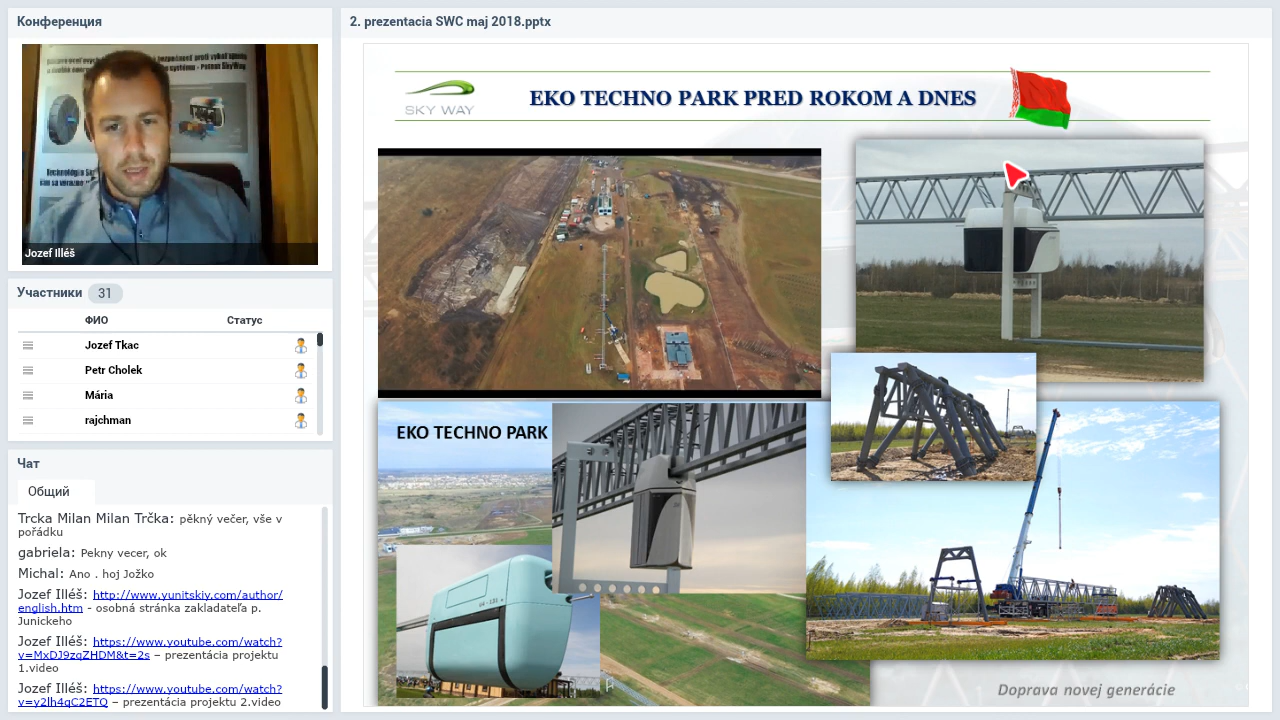 Конференция
Jozef Illéš
Участники 31
ФИО Статус
Jozef Tkac
Petr Cholek
Mária
rajchman
Чат
Общий
Trcka Milan Milan Trčka: pěkný večer, vše v
pořádku
gabriela: Pekny vecer, ok
Michal: Ano . hoj Jožko
Jozef Illéš: http://www.yunitskiy.com/author/
english.htm - osobná stránka zakladateľa p.
Junickeho
Jozef Illéš: https://www.youtube.com/watch?
v=MxDJ9zqZHDM&t=2s – prezentácia projektu
1.video
Jozef Illéš: https://www.youtube.com/watch?
v=y2lh4gC2ETQ – prezentácia projektu 2.video
2. prezentacia SWC maj 2018.pptx
SKY WAY
EKO TECHNO PARK PRED ROKOM A DNES
EKO TECHNO PARK
Doprava novej generácie